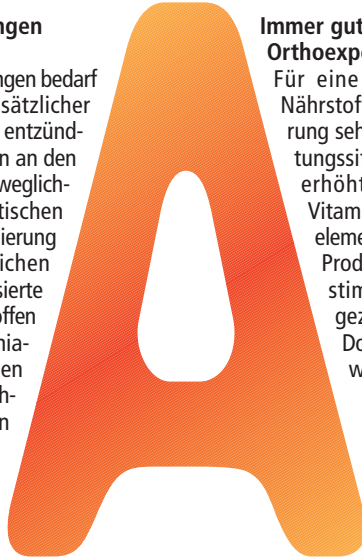 ngen
ngen bedarf
sätzlicher
entzünd-
n an den
weglich-
tischen
ierung
ichen
sierte
offen
nia-
en
h-
n
A
Immer gut
Orthoexpe
Für eine
Nährstof
rung seh
tungssit
erhöht
Vitam
eleme
Prod
stim
gez
Do
w